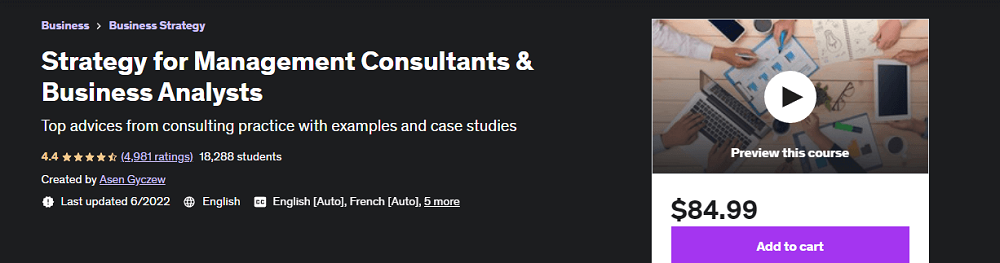 Business > Business Strategy
Strategy for Management Consultants &
Business Analysts
Top advices from consulting practice with examples and case studies
4.4 (4,981 ratings) 18,288 students
Created by Asen Gyczew
Last updated 6/2022 English CC English [Auto], French [Auto], 5 more
Preview this course
$84.99
Add to cart